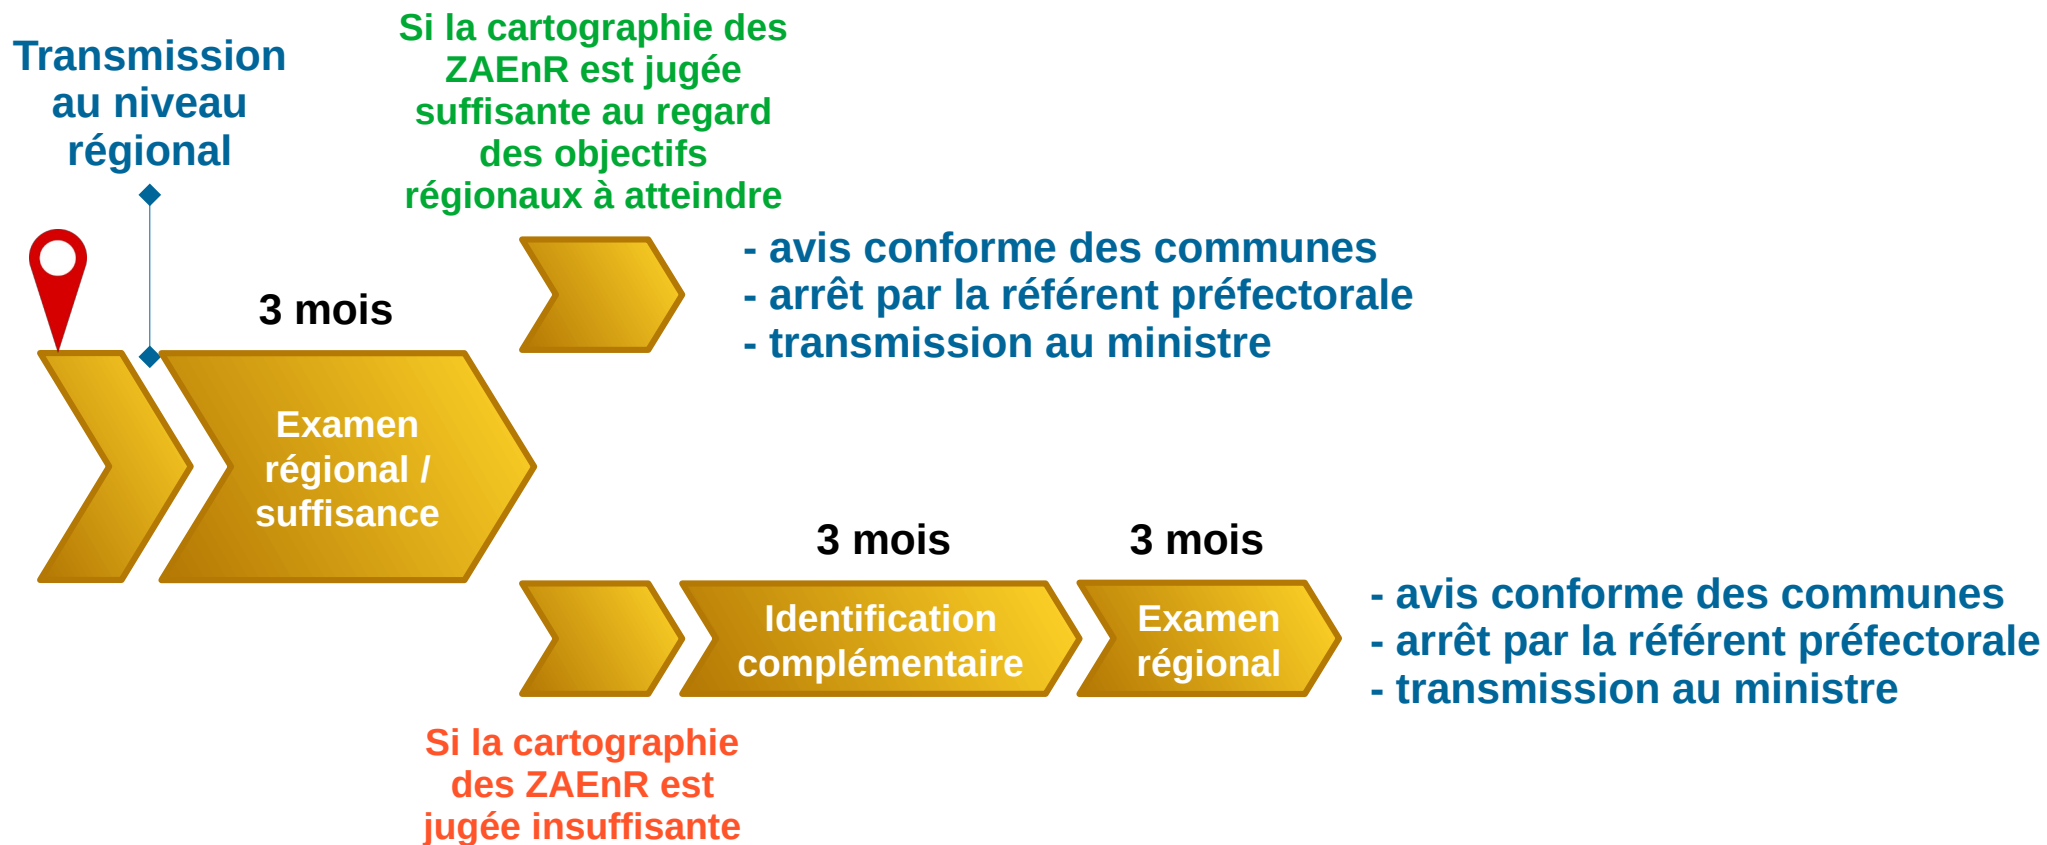 Transmission
au niveau
régional
Si la cartographie des
ZAEnR est jugée
suffisante au regard
des objectifs
régionaux à atteindre
- avis conforme des communes
- arrêt par la référent préfectorale
- transmission au ministre
3 mois
Examen
régional /
suffisance
3 mois
3 mois
Identification
complémentaire
Examen
régional
- avis conforme des communes
- arrêt par la référent préfectorale
- transmission au ministre
Si la cartographie
des ZAEnR est
jugée insuffisante